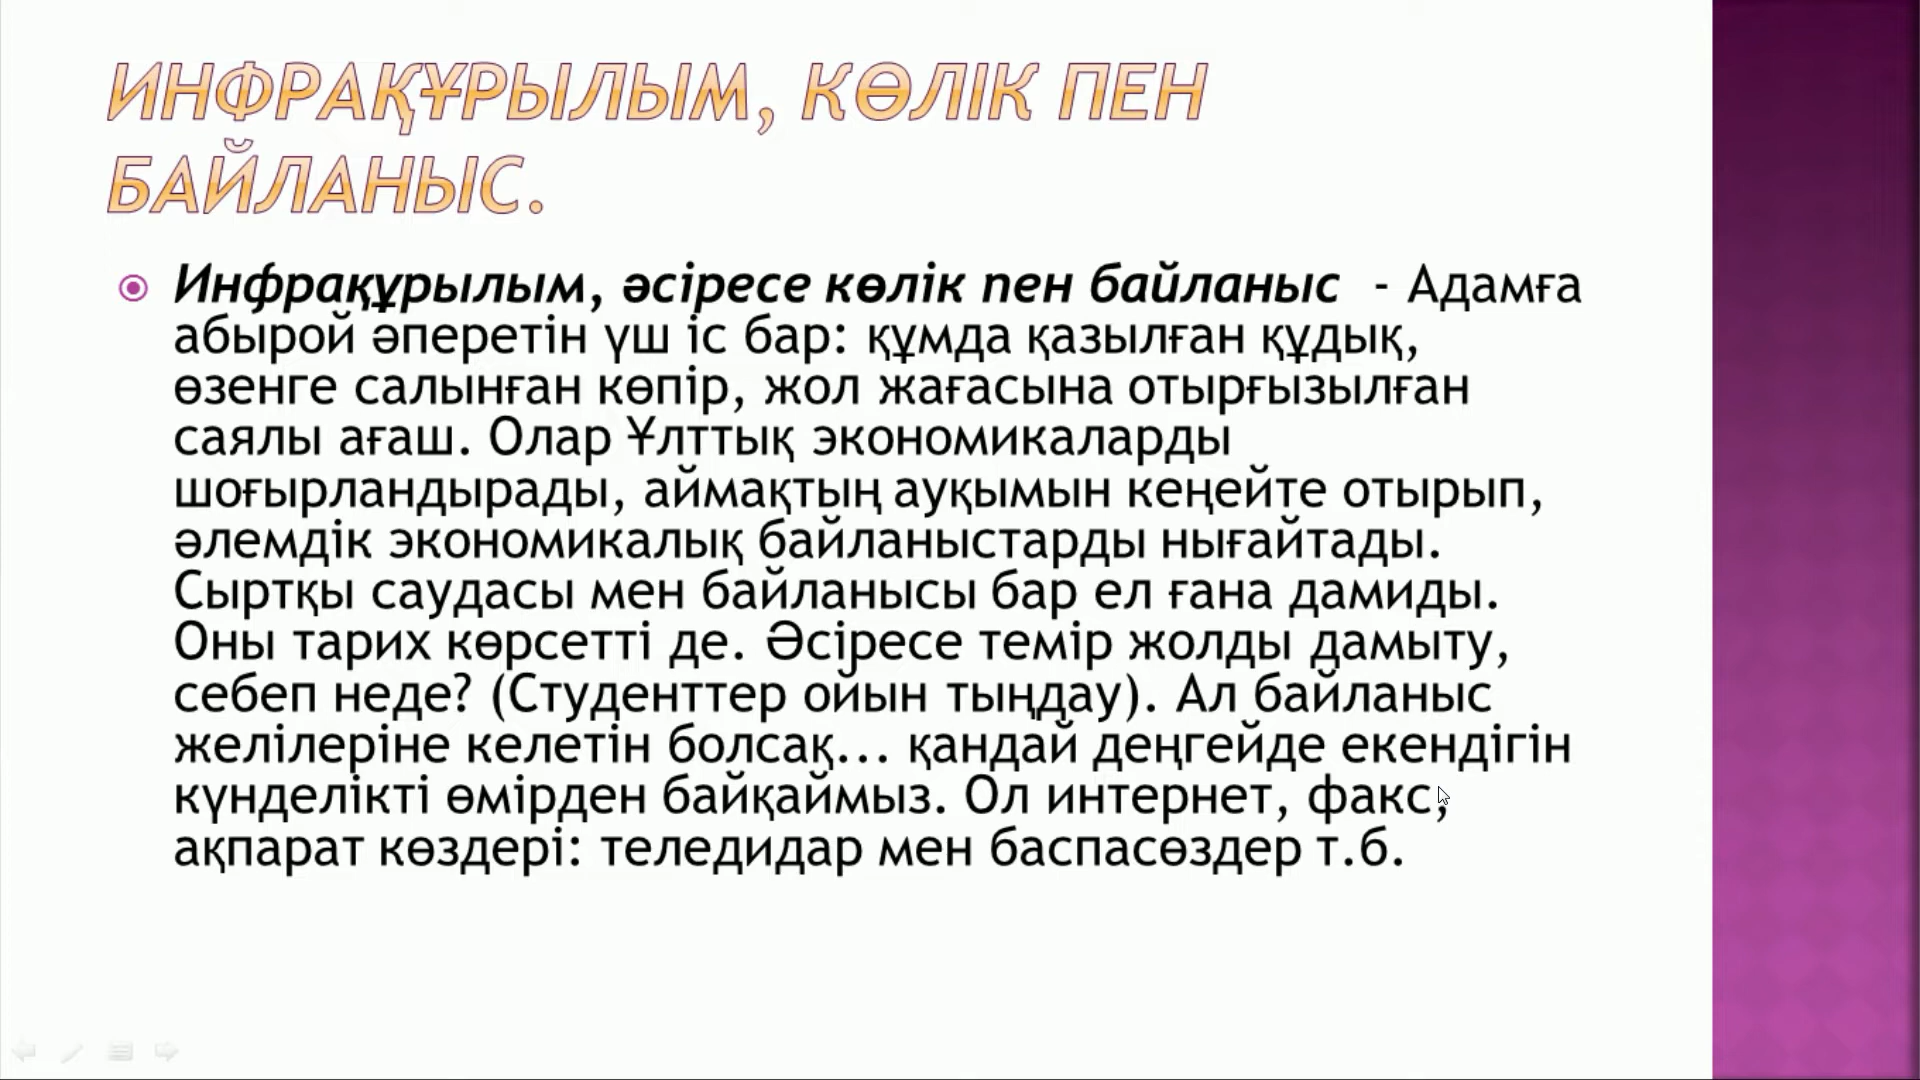 ИНФРАҚҰРЫЛЫМ, КӨЛІК ПЕН
БАЙЛАНЫС.
Инфрақұрылым, әсіресе көлік пен байланыс - Адамға
абырой әперетін үш іс бар: құмда қазылған құдық,
өзенге салынған көпір, жол жағасына отырғызылған
саялы ағаш. Олар Ұлттық экономикаларды
шоғырландырады, аймақтың ауқымын кеңейте отырып,
әлемдік экономикалық байланыстарды нығайтады.
Сыртқы саудасы мен байланысы бар ел ғана дамиды.
Оны тарих көрсетті де. Әсіресе темір жолды дамыту,
себеп неде? (Студенттер ойын тыңдау). Ал байланыс
желілеріне келетін болсақ... қандай деңгейде екендігін
күнделікті өмірден байқаймыз. Ол интернет, факс,
ақпарат көздері: теледидар мен баспасөздер т.б.